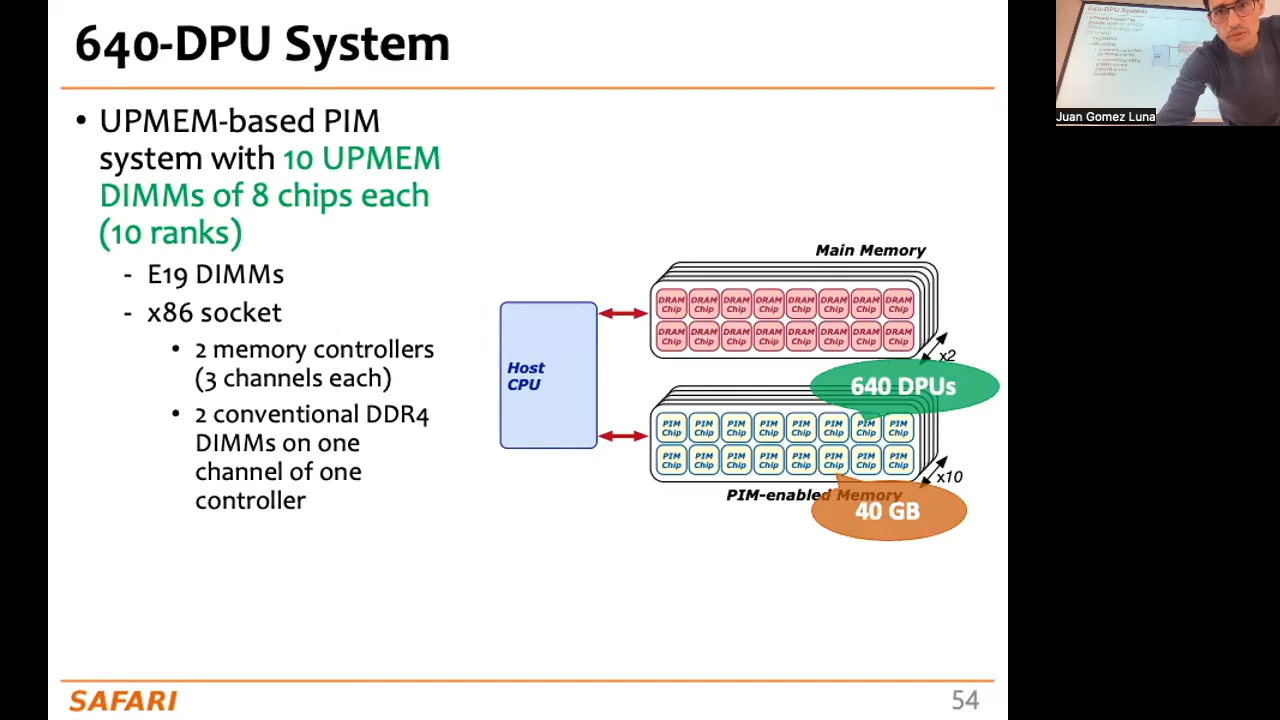 640-DPU System
• UPMEM-based PIM
system with 10 UPMEM
DIMMs of 8 chips each
(10 ranks)
- E19 DIMMs
- x86 socket
• 2 memory controllers
(3 channels each)
• 2 conventional DDR4
DIMMs on one
channel of one
controller
Host
CPU
Main Memory
DRAM DRAM DRAM DRAM DRAM DRAM DRAM DRAM
Chip Chip Chip Chip Chip Chip Chip Chip
DRAM DRAM DRAM DRAM DRAM DRAM DRAM DRAM
Chip Chip Chip Chip Chip Chip Chip Chip
x2
640 DPUs
PIM PIM PIM PIM PIM PIM PIM PIM
Chip Chip Chip Chip Chip Chip Chip Chip
PIM PIM PIM PIM PIM PIM PIM PIM
Chip Chip Chip Chip Chip Chip Chip Chip
x10
PIM-enabled Memory
40 GB
SAFARI
54
640-DPU System
Juan Gomez Luna